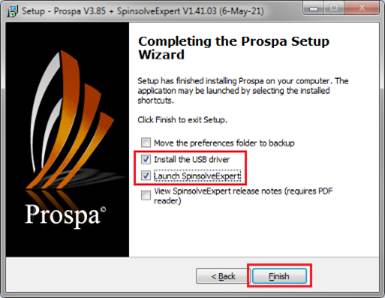 Setup - Prospa V3.85 + SpinsolveExpert V1.41.03 (6-May-21)
Completing the Prospa Setup
Wizard
Setup has finished installing Prospa on your computer. The
application may be launched by selecting the installed
shortcuts.
Click Finish to exit Setup.
Move the preferences folder to backup
Install the USB driver
Launch SpinsolveExpert
View SpinsolveExpert release notes (requires PDF
reader)
Prospa©
< Back
Finish